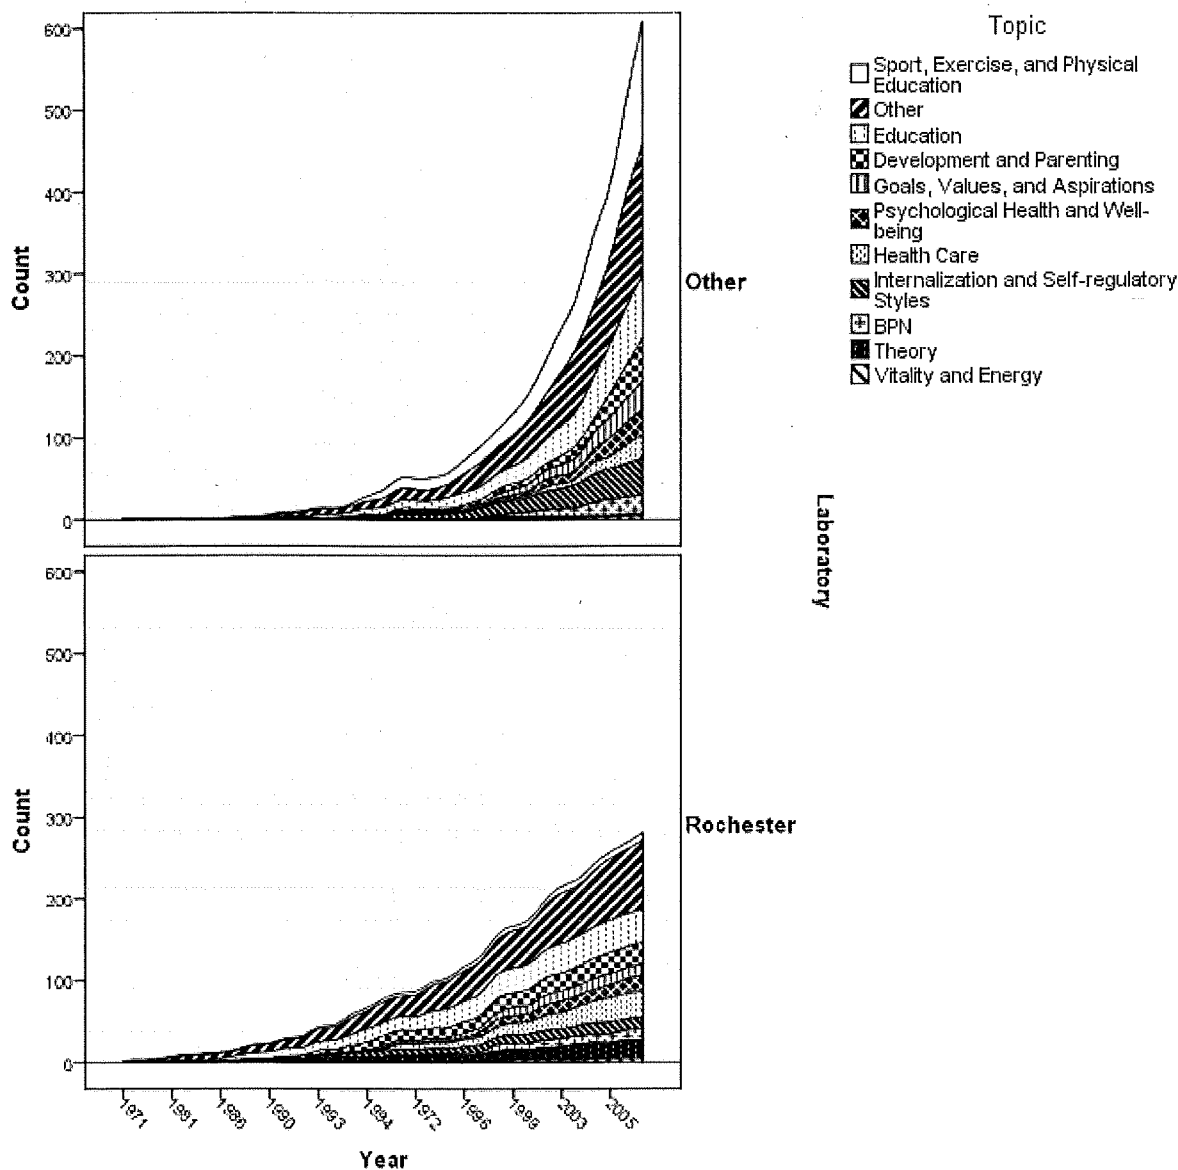 Topic
Sport, Exercise, and Physical
Education
Other
Education
Development and Parenting
Goals, Values, and Aspirations
Psychological Health and Well-
being
Health Care
Internalization and Self-regulatory
Styles
BPN
Theory
Vitality and Energy
600
500
400
300
200
100
0
Count
Other
Laboratory
600
500
400
300
200
100
0
Count
Rochester
1971
1981
1986
1990
1993
1994
1972
1996
1999
2003
2005
Year